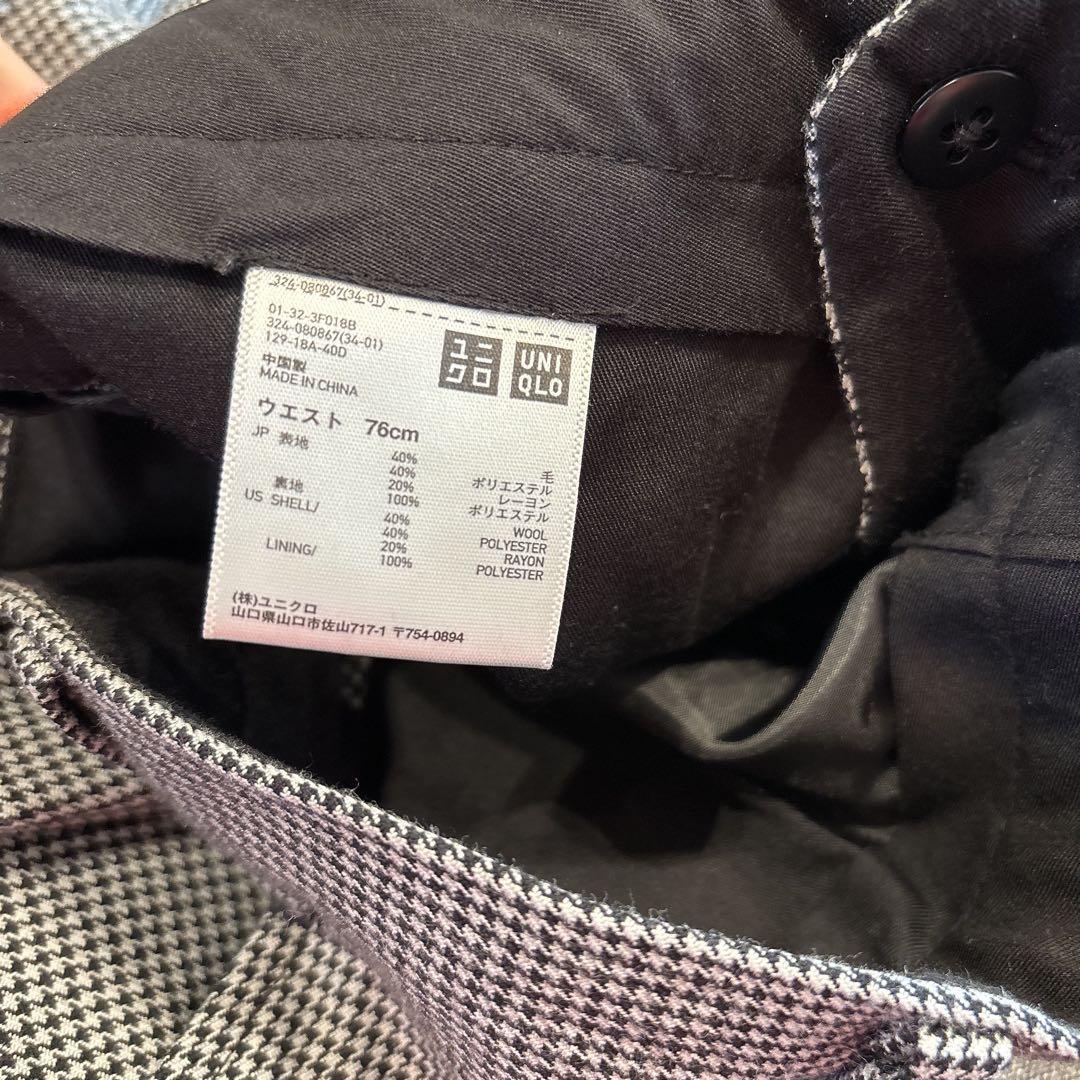 324-080867(34-01)
01-32-3F018B
324-080867(34-01)
129-18A-40D
ユニクロ
UNIQLO
中国製
MADE IN CHINA
ウエスト 76cm
JP 表地
40% 毛
40% ポリエステル
20% レーヨン
裏地 100% ポリエステル
US SHELL/
40% WOOL
40% POLYESTER
20% RAYON
LINING/ 100% POLYESTER
(株)ユニクロ
山口県山口市佐山717-1 〒754-0894